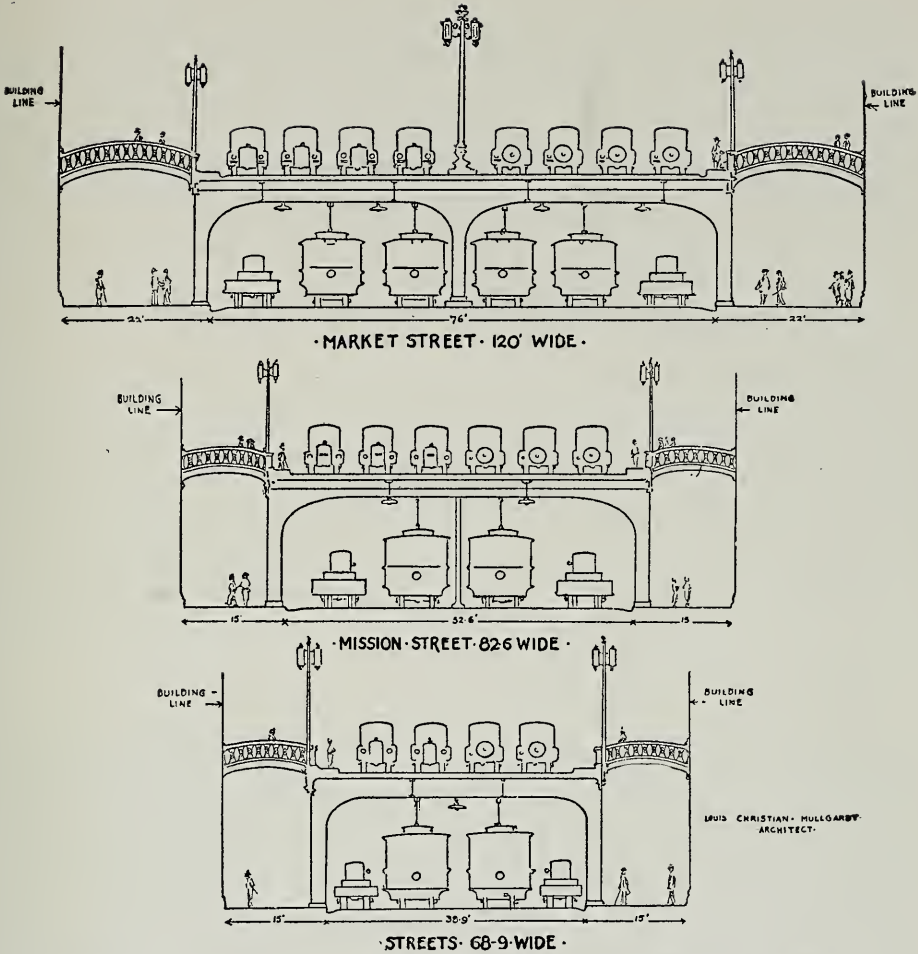 BUILDING
LINE
BUILDING
LINE
22'
76'
22'
· MARKET STREET · 120' WIDE ·
BUILDING
LINE
BUILDING
LINE
15'
52·6'
15
· MISSION · STREET · 82·6 WIDE ·
BUILDING
LINE
BUILDING
LINE
LOUIS CHRISTIAN · MULLGARDT
ARCHITECT ·
15'
38·9'
15'
· STREETS · 68-9 · WIDE ·